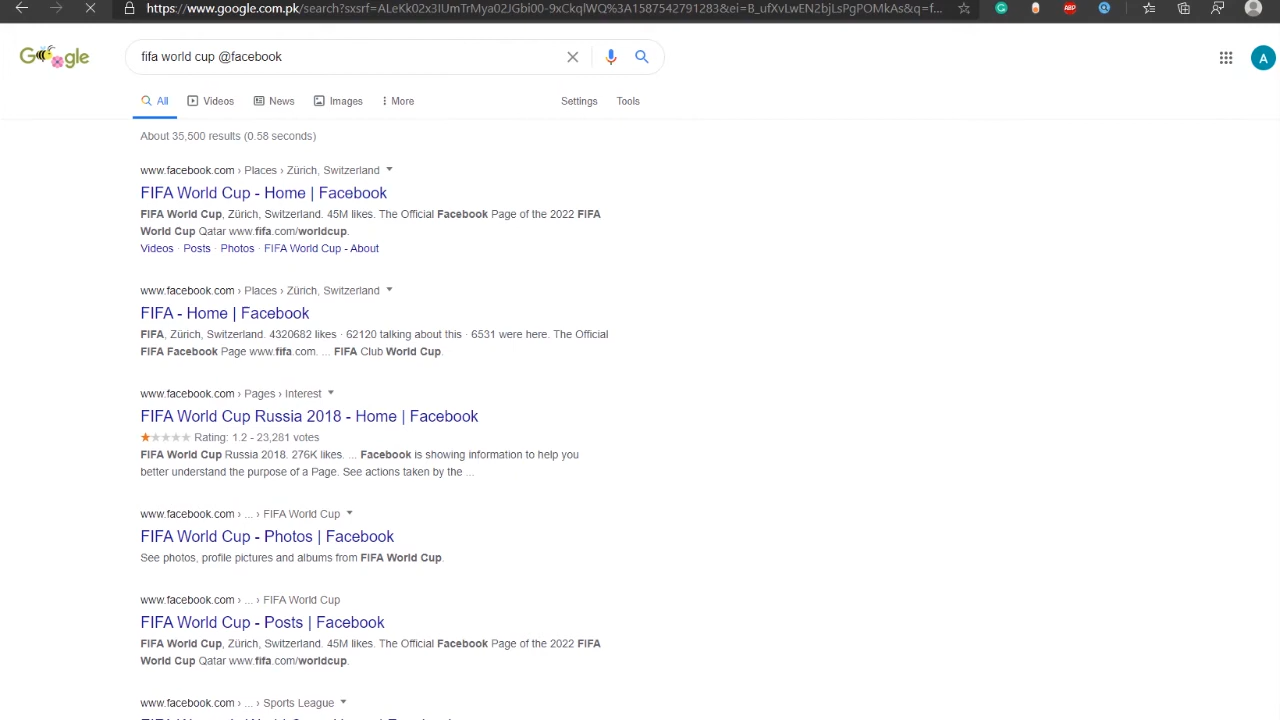 https://www.google.com.pk/search?sxsrf=ALeKk02x3IUmTrMya02JGbi00-9xCkqlWQ%3A1587542791283&ei=B_ufXvLwEN2bjLsPgPOMkAs&q=f...
ABP
Google
fifa world cup @facebook
A
All
Videos
News
Images
More
Settings
Tools
About 35,500 results (0.58 seconds)
www.facebook.com › Places › Zürich, Switzerland
FIFA World Cup - Home | Facebook
FIFA World Cup, Zürich, Switzerland. 45M likes. The Official Facebook Page of the 2022 FIFA
World Cup Qatar www.fifa.com/worldcup.
Videos · Posts · Photos · FIFA World Cup - About
www.facebook.com › Places › Zürich, Switzerland
FIFA - Home | Facebook
FIFA, Zürich, Switzerland. 4320682 likes · 62120 talking about this · 6531 were here. The Official
FIFA Facebook Page www.fifa.com. ... FIFA Club World Cup.
www.facebook.com › Pages › Interest
FIFA World Cup Russia 2018 - Home | Facebook
Rating: 1.2 - 23,281 votes
FIFA World Cup Russia 2018. 276K likes. ... Facebook is showing information to help you
better understand the purpose of a Page. See actions taken by the ...
www.facebook.com › ... › FIFA World Cup
FIFA World Cup - Photos | Facebook
See photos, profile pictures and albums from FIFA World Cup.
www.facebook.com › ... › FIFA World Cup
FIFA World Cup - Posts | Facebook
FIFA World Cup, Zürich, Switzerland. 45M likes. The Official Facebook Page of the 2022 FIFA
World Cup Qatar www.fifa.com/worldcup.
www.facebook.com › ... › Sports League